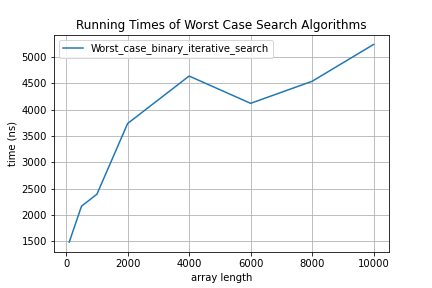 Running Times of Worst Case Search Algorithms
Worst_case_binary_iterative_search
time (ns)
5000
4500
4000
3500
3000
2500
2000
1500
0 2000 4000 6000 8000 10000
array length